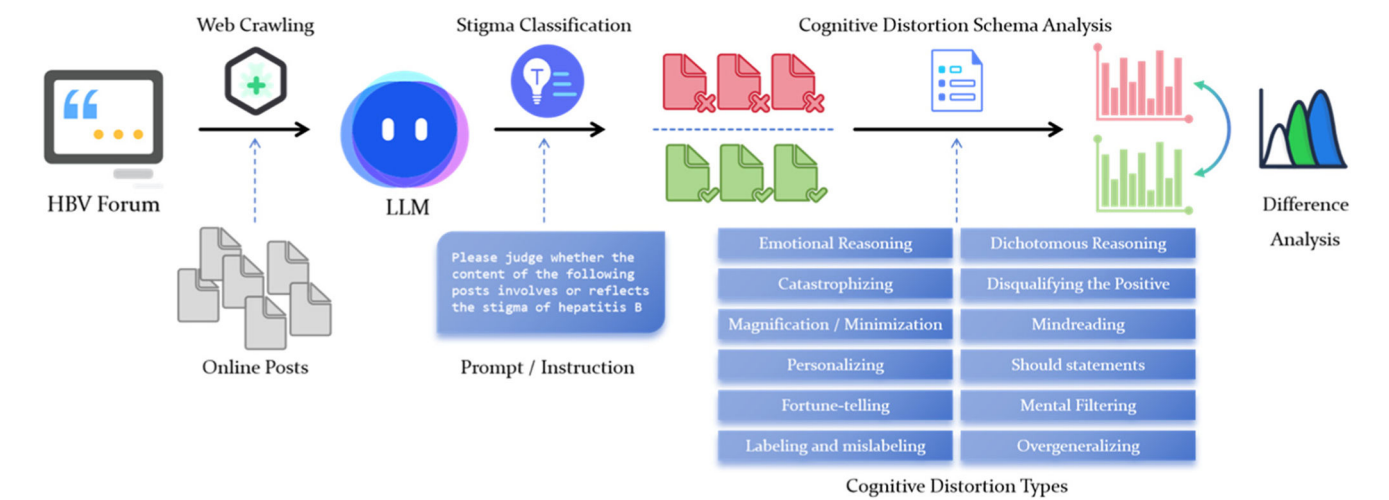 Web Crawling
Stigma Classification
Cognitive Distortion Schema Analysis
T
HBV Forum
LLM
Difference
Analysis
Please judge whether the
content of the following
posts involves or reflects
the stigma of hepatitis B
Online Posts
Prompt / Instruction
Emotional Reasoning
Dichotomous Reasoning
Catastrophizing
Disqualifying the Positive
Magnification / Minimization
Mindreading
Personalizing
Should statements
Fortune-telling
Mental Filtering
Labeling and mislabeling
Overgeneralizing
Cognitive Distortion Types